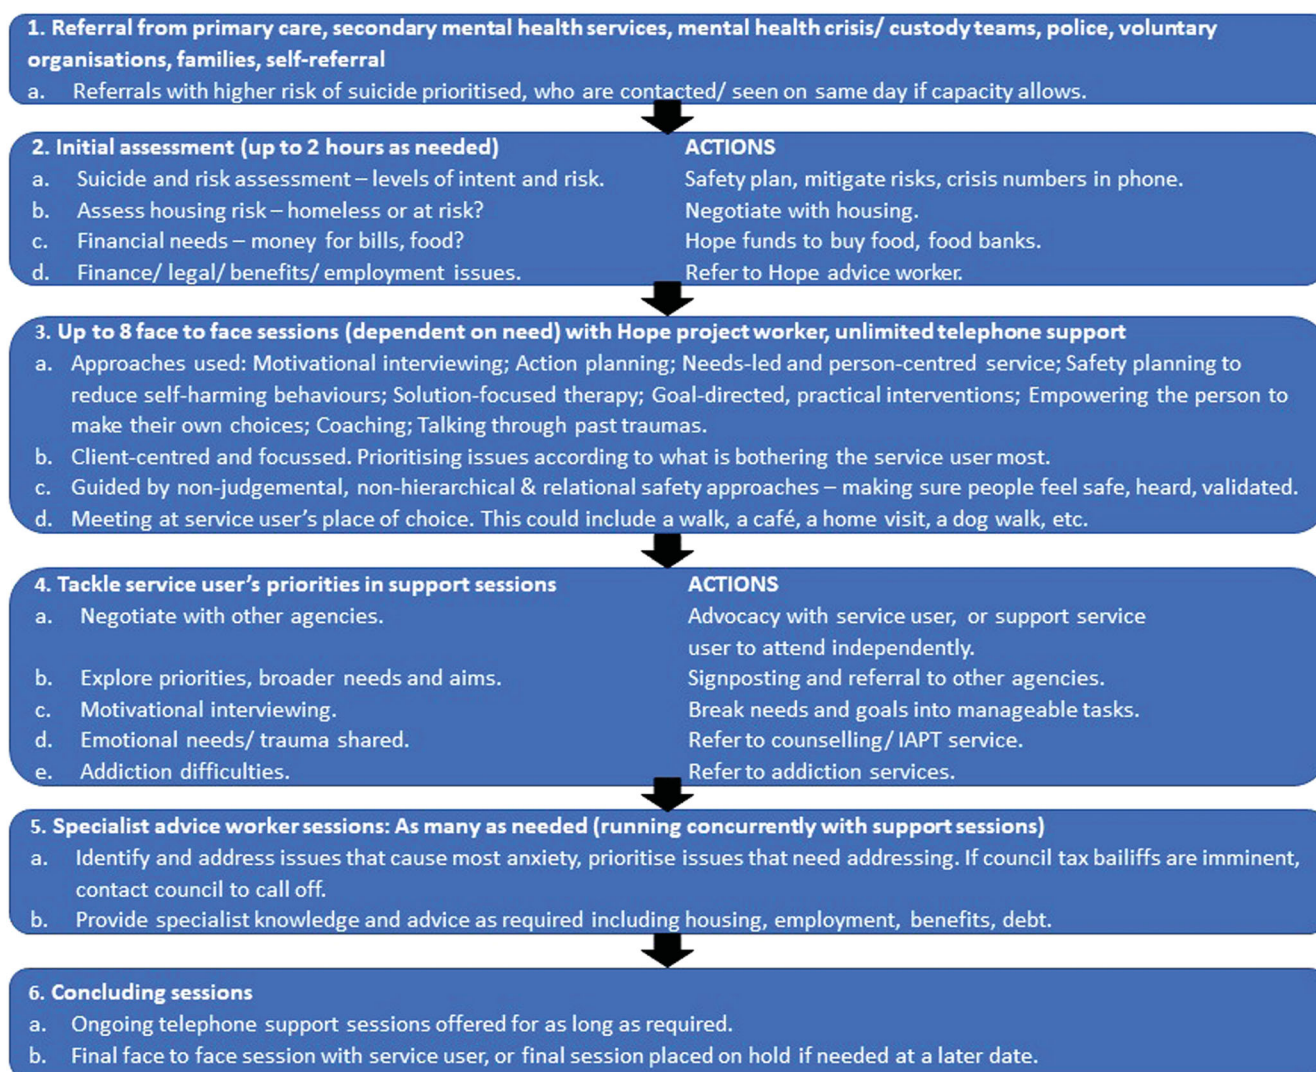 1. Referral from primary care, secondary mental health services, mental health crisis/ custody teams, police, voluntary
organisations, families, self-referral
a. Referrals with higher risk of suicide prioritised, who are contacted/ seen on same day if capacity allows.
2. Initial assessment (up to 2 hours as needed) ACTIONS
a. Suicide and risk assessment – levels of intent and risk. Safety plan, mitigate risks, crisis numbers in phone.
b. Assess housing risk – homeless or at risk? Negotiate with housing.
c. Financial needs – money for bills, food? Hope funds to buy food, food banks.
d. Finance/ legal/ benefits/ employment issues. Refer to Hope advice worker.
3. Up to 8 face to face sessions (dependent on need) with Hope project worker, unlimited telephone support
a. Approaches used: Motivational interviewing; Action planning; Needs-led and person-centred service; Safety planning to
reduce self-harming behaviours; Solution-focused therapy; Goal-directed, practical interventions; Empowering the person to
make their own choices; Coaching; Talking through past traumas.
b. Client-centred and focussed. Prioritising issues according to what is bothering the service user most.
c. Guided by non-judgemental, non-hierarchical & relational safety approaches – making sure people feel safe, heard, validated.
d. Meeting at service user's place of choice. This could include a walk, a café, a home visit, a dog walk, etc.
4. Tackle service user's priorities in support sessions ACTIONS
a. Negotiate with other agencies. Advocacy with service user, or support service
user to attend independently.
b. Explore priorities, broader needs and aims. Signposting and referral to other agencies.
c. Motivational interviewing. Break needs and goals into manageable tasks.
d. Emotional needs/ trauma shared. Refer to counselling/ IAPT service.
e. Addiction difficulties. Refer to addiction services.
5. Specialist advice worker sessions: As many as needed (running concurrently with support sessions)
a. Identify and address issues that cause most anxiety, prioritise issues that need addressing. If council tax bailiffs are imminent,
contact council to call off.
b. Provide specialist knowledge and advice as required including housing, employment, benefits, debt.
6. Concluding sessions
a. Ongoing telephone support sessions offered for as long as required.
b. Final face to face session with service user, or final session placed on hold if needed at a later date.